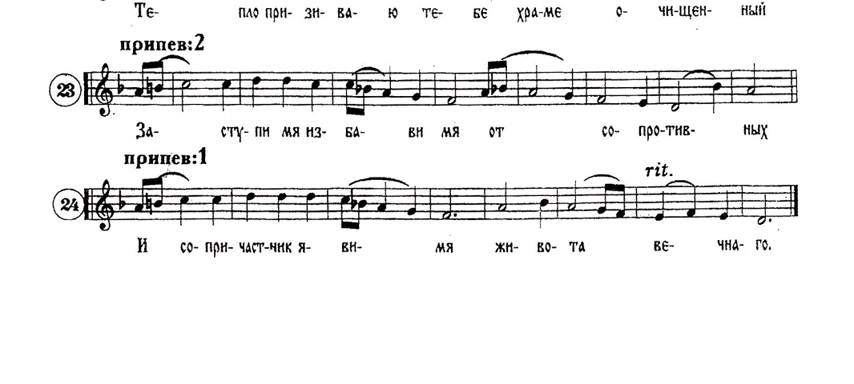 Те- пло при- зи- ва- ю те- бе хра-ме о- чи-щен- ный
припев:2
23 За- сту- пи мя из- ба- ви мя от со- про-тив- ных
припев:1
rit.
24 И со- при- част-чик я- ви- мя жи- во- та ве- чна- го.